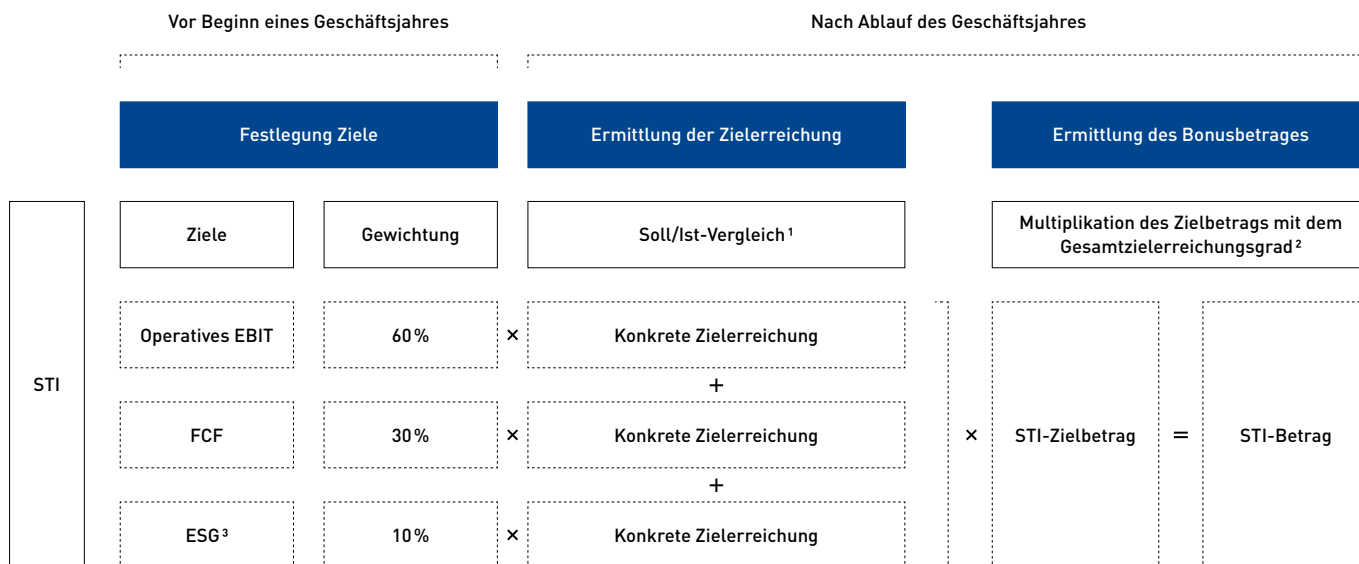 Vor Beginn eines Geschäftsjahres
Nach Ablauf des Geschäftsjahres
Festlegung Ziele
Ermittlung der Zielerreichung
Ermittlung des Bonusbetrages
STI
Ziele
Gewichtung
Soll/Ist-Vergleich¹
Multiplikation des Zielbetrags mit dem
Gesamtzielerreichungsgrad²
Operatives EBIT
60%
×
Konkrete Zielerreichung
+
FCF
30%
×
Konkrete Zielerreichung
×
STI-Zielbetrag
=
STI-Betrag
+
ESG³
10%
×
Konkrete Zielerreichung